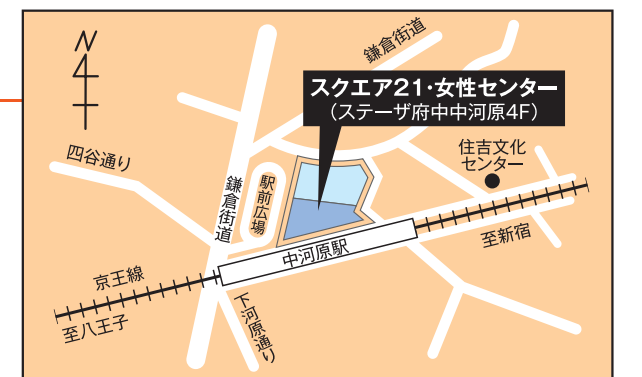 N
鎌倉街道
スクエア21・女性センター
（ステーザ府中中河原4F）
四谷通り
住吉文化
センター
鎌倉街道
駅前広場
中河原駅
至新宿
京王線
至八王子
下河原通り